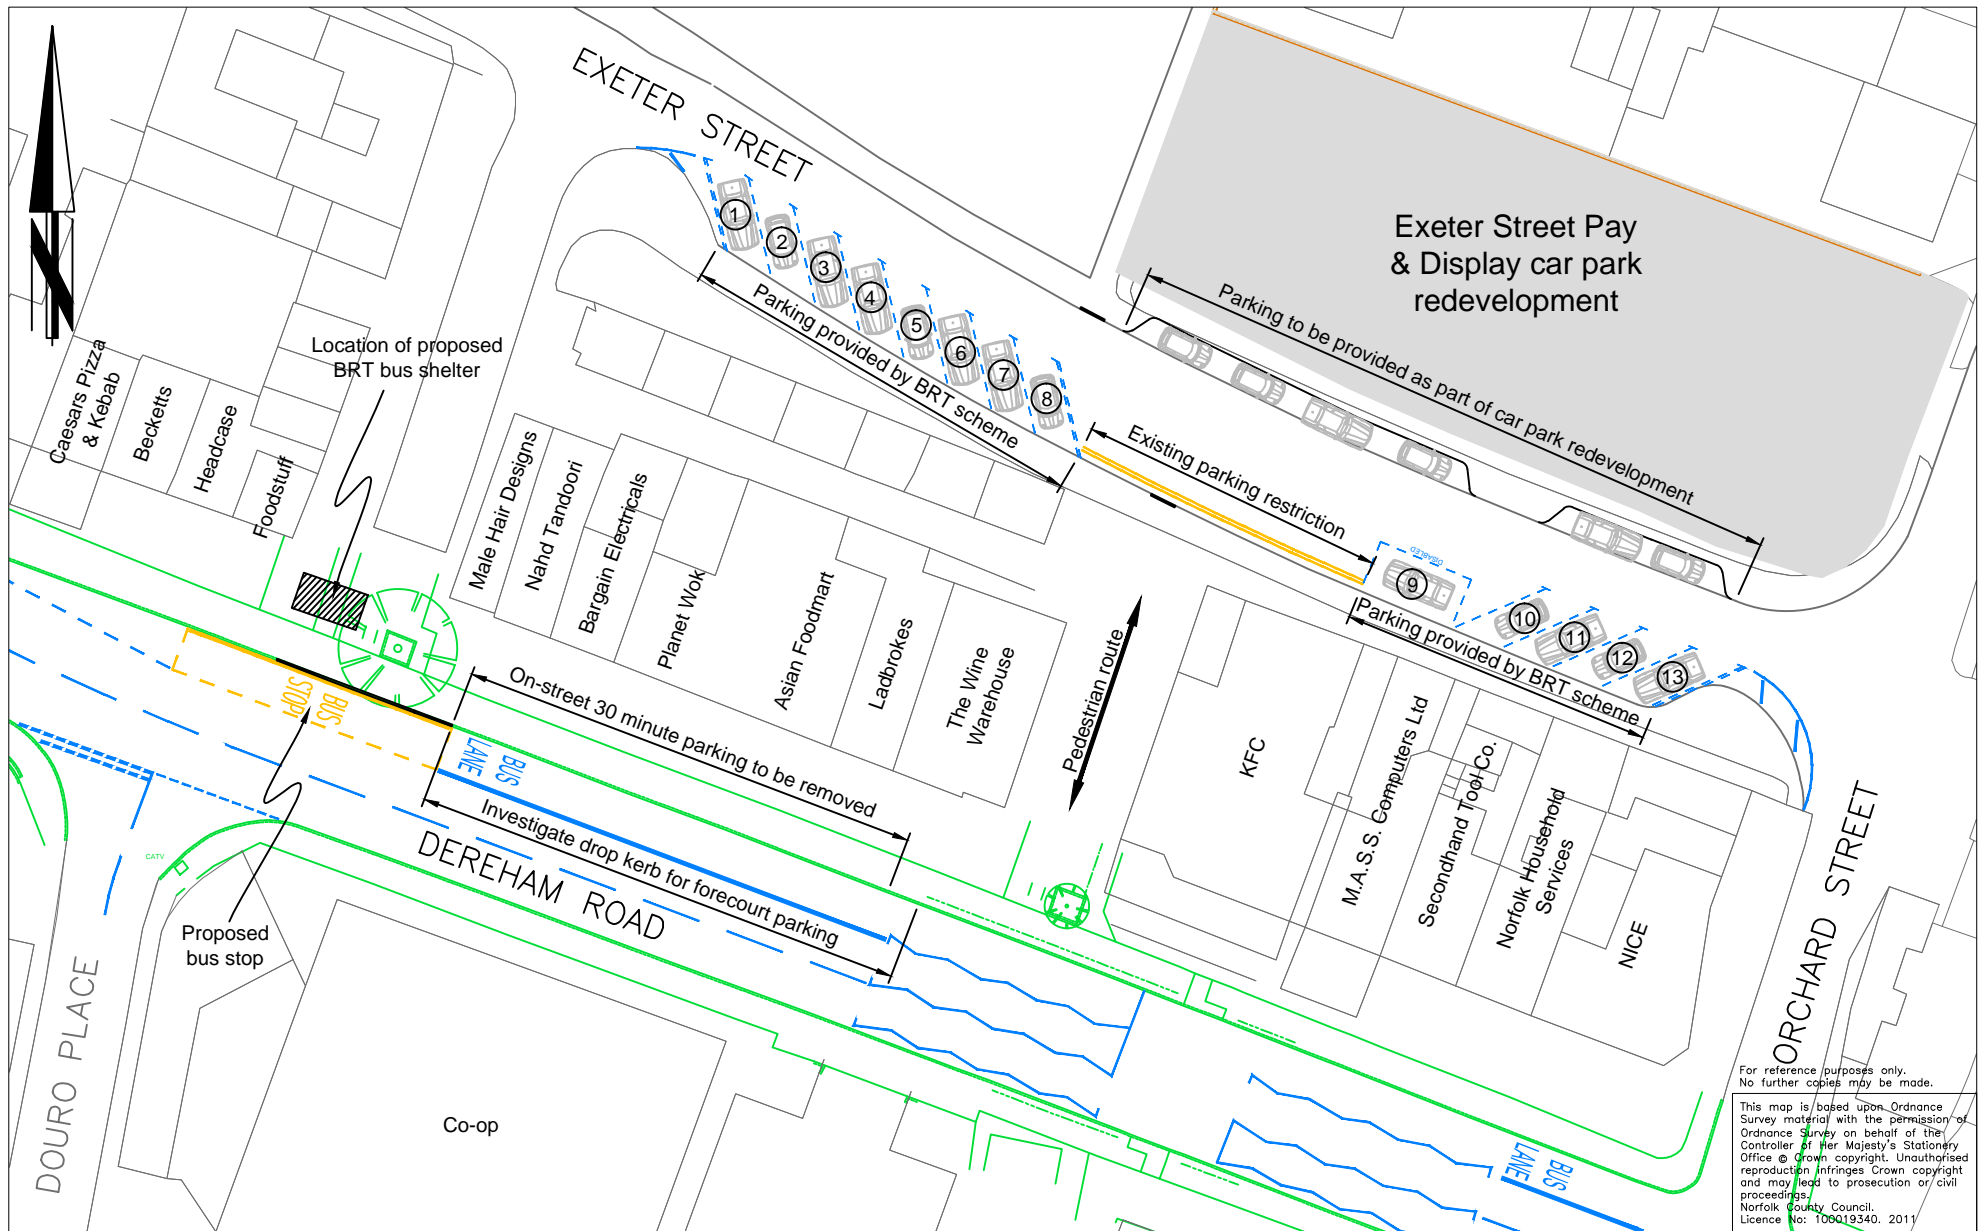 EXETER STREET
Exeter Street Pay
& Display car park
redevelopment
Parking to be provided as part of car park redevelopment
1
2
3
4
5
6
7
8
Parking provided by BRT scheme
Existing parking restriction
DISABLED
9
10
11
12
13
Parking provided by BRT scheme
N
Location of proposed
BRT bus shelter
Caesars Pizza
& Kebab
Becketts
Headcase
Foodstuff
Male Hair Designs
Nahd Tandoori
Bargain Electricals
Planet Wok
Asian Foodmart
Ladbrokes
The Wine
Warehouse
Pedestrian route
KFC
M.A.S.S. Computers Ltd
Secondhand Tool Co.
Norfolk Household
Services
NICE
ORCHARD STREET
BUS
STOP
BUS
LANE
On-street 30 minute parking to be removed
Investigate drop kerb for forecourt parking
DEREHAM ROAD
CATV
Proposed
bus stop
DOURO PLACE
Co-op
BUS
LANE
For reference purposes only.
No further copies may be made.
This map is based upon Ordnance
Survey material with the permission of
Ordnance Survey on behalf of the
Controller of Her Majesty's Stationery
Office © Crown copyright. Unauthorised
reproduction infringes Crown copyright
and may lead to prosecution or civil
proceedings.
Norfolk County Council.
Licence No: 100019340. 2011